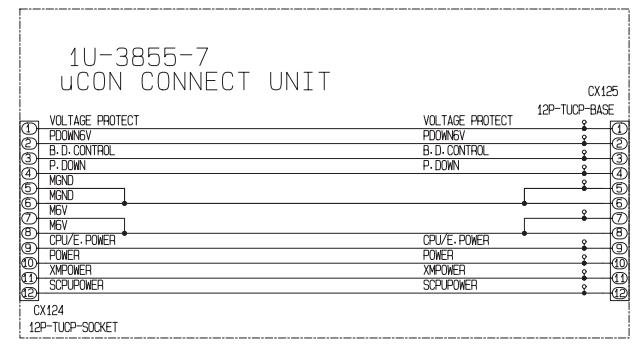 1U-3855-7
uCON CONNECT UNIT
CX125
12P-TUCP-BASE
1 VOLTAGE PROTECT VOLTAGE PROTECT 1
2 PDOWN6V PDOWN6V 2
3 B.D.CONTROL B.D.CONTROL 3
4 P.DOWN P.DOWN 4
5 MGND 5
6 MGND 6
7 M6V 7
8 M6V 8
9 CPU/E.POWER CPU/E.POWER 9
10 POWER POWER 10
11 XMPOWER XMPOWER 11
12 SCPUPOWER SCPUPOWER 12
CX124
12P-TUCP-SOCKET